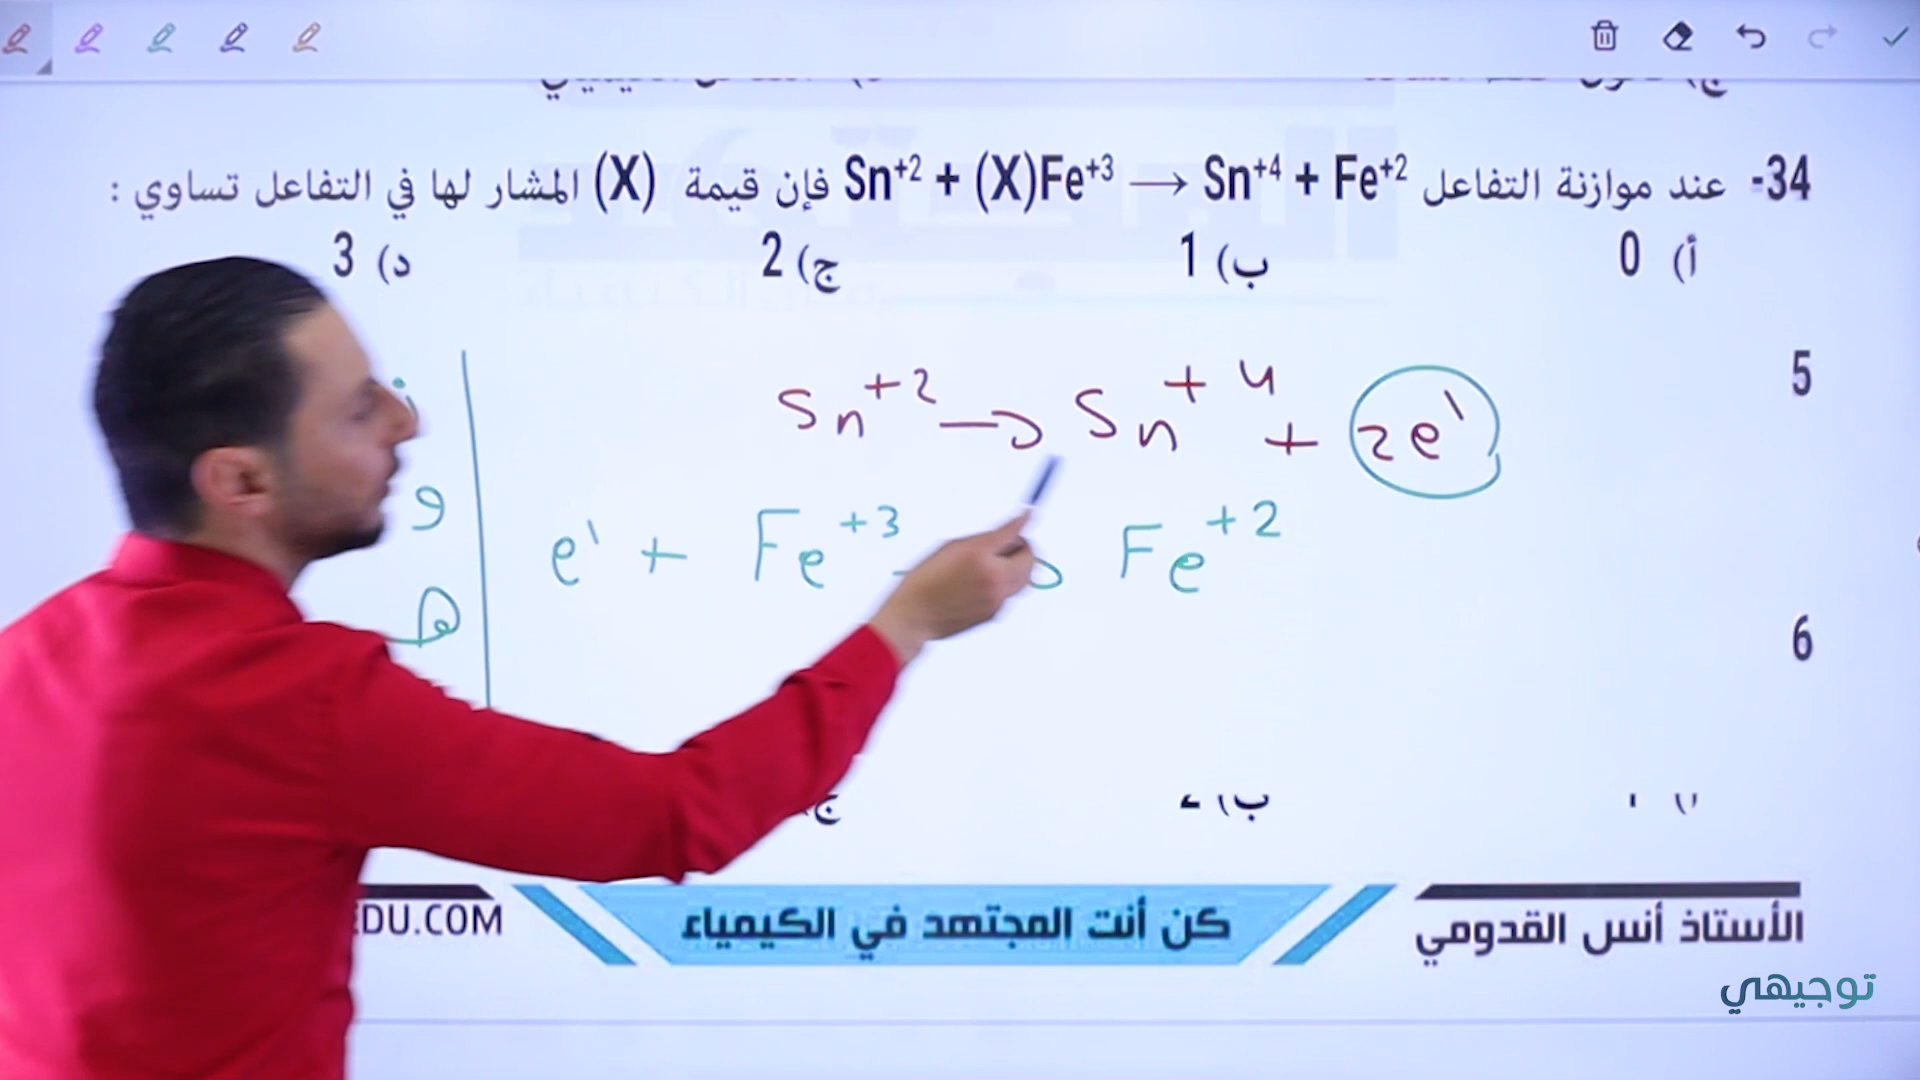 34- عند موازنة التفاعل Sn+2 + (X)Fe+3 → Sn+4 + Fe+2 فإن قيمة (X) المشار لها في التفاعل تساوي :
أ) 0 ب) 1 ج) 2 د) 3
5
Sn+2 → Sn+4 + 2e'
و
e' + Fe+3 → Fe+2
هـ
6
EDU.COM
كن أنت المجتهد في الكيمياء
الأستاذ أنس القدومي
توجيهي